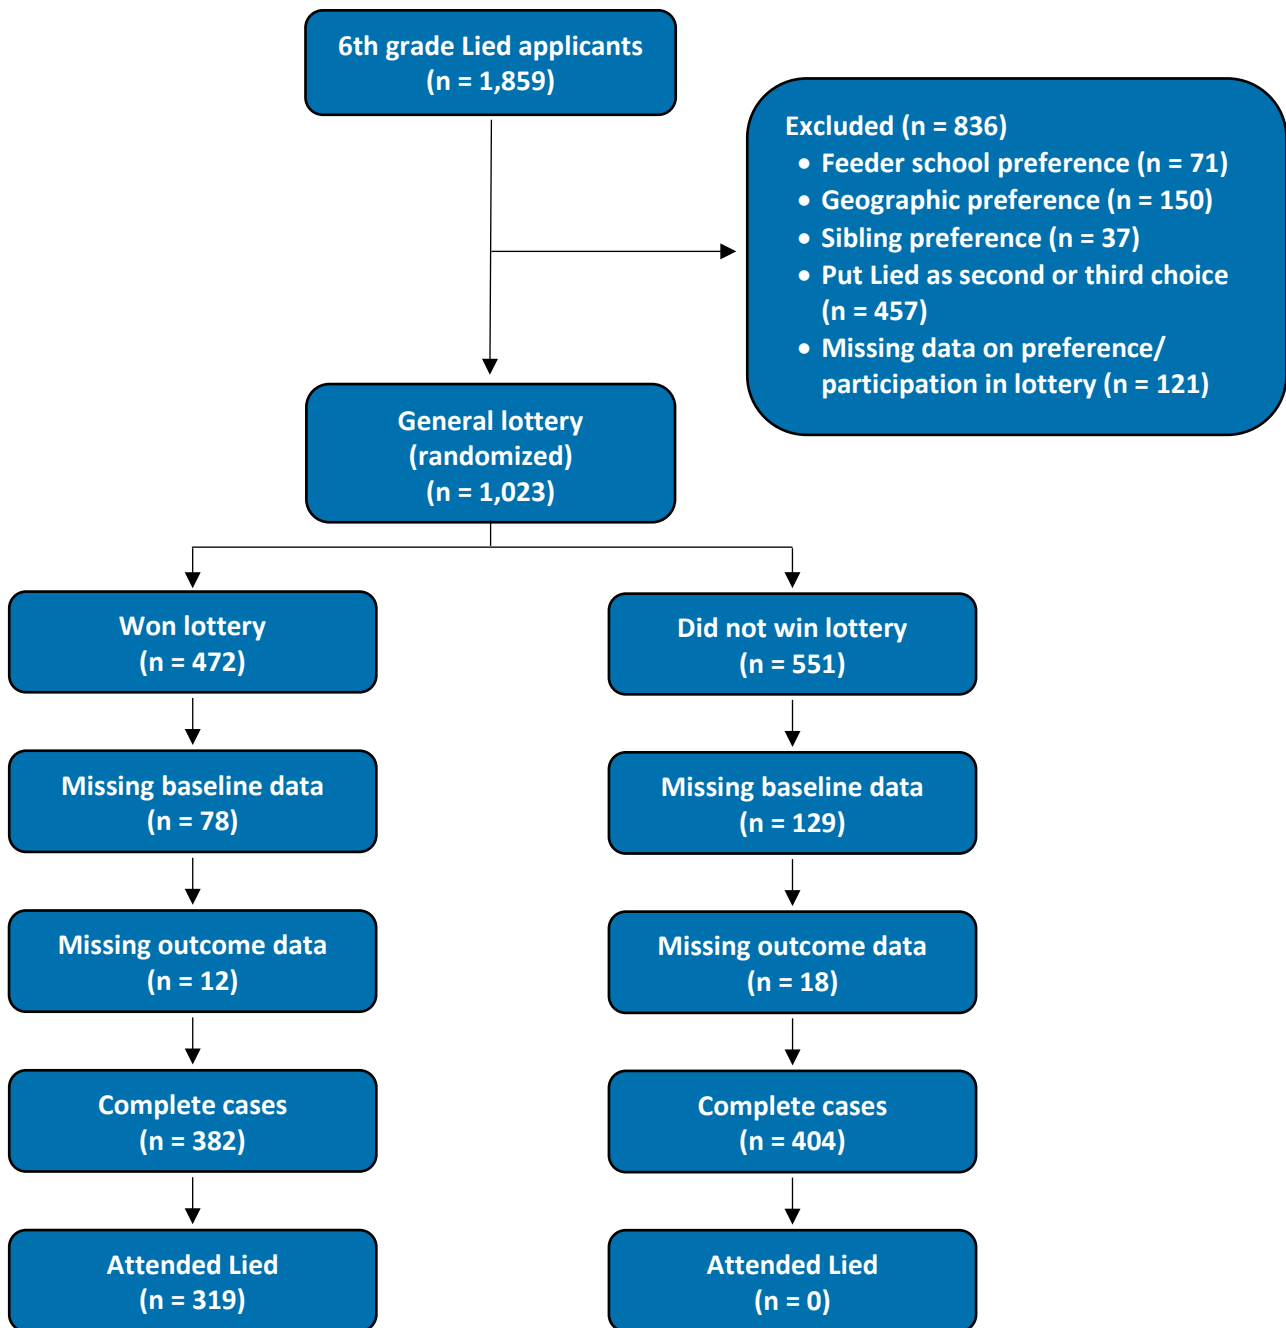 6th grade Lied applicants
(n = 1,859)
Excluded (n = 836)
• Feeder school preference (n = 71)
• Geographic preference (n = 150)
• Sibling preference (n = 37)
• Put Lied as second or third choice
(n = 457)
• Missing data on preference/
participation in lottery (n = 121)
General lottery
(randomized)
(n = 1,023)
Won lottery
(n = 472)
Did not win lottery
(n = 551)
Missing baseline data
(n = 78)
Missing baseline data
(n = 129)
Missing outcome data
(n = 12)
Missing outcome data
(n = 18)
Complete cases
(n = 382)
Complete cases
(n = 404)
Attended Lied
(n = 319)
Attended Lied
(n = 0)